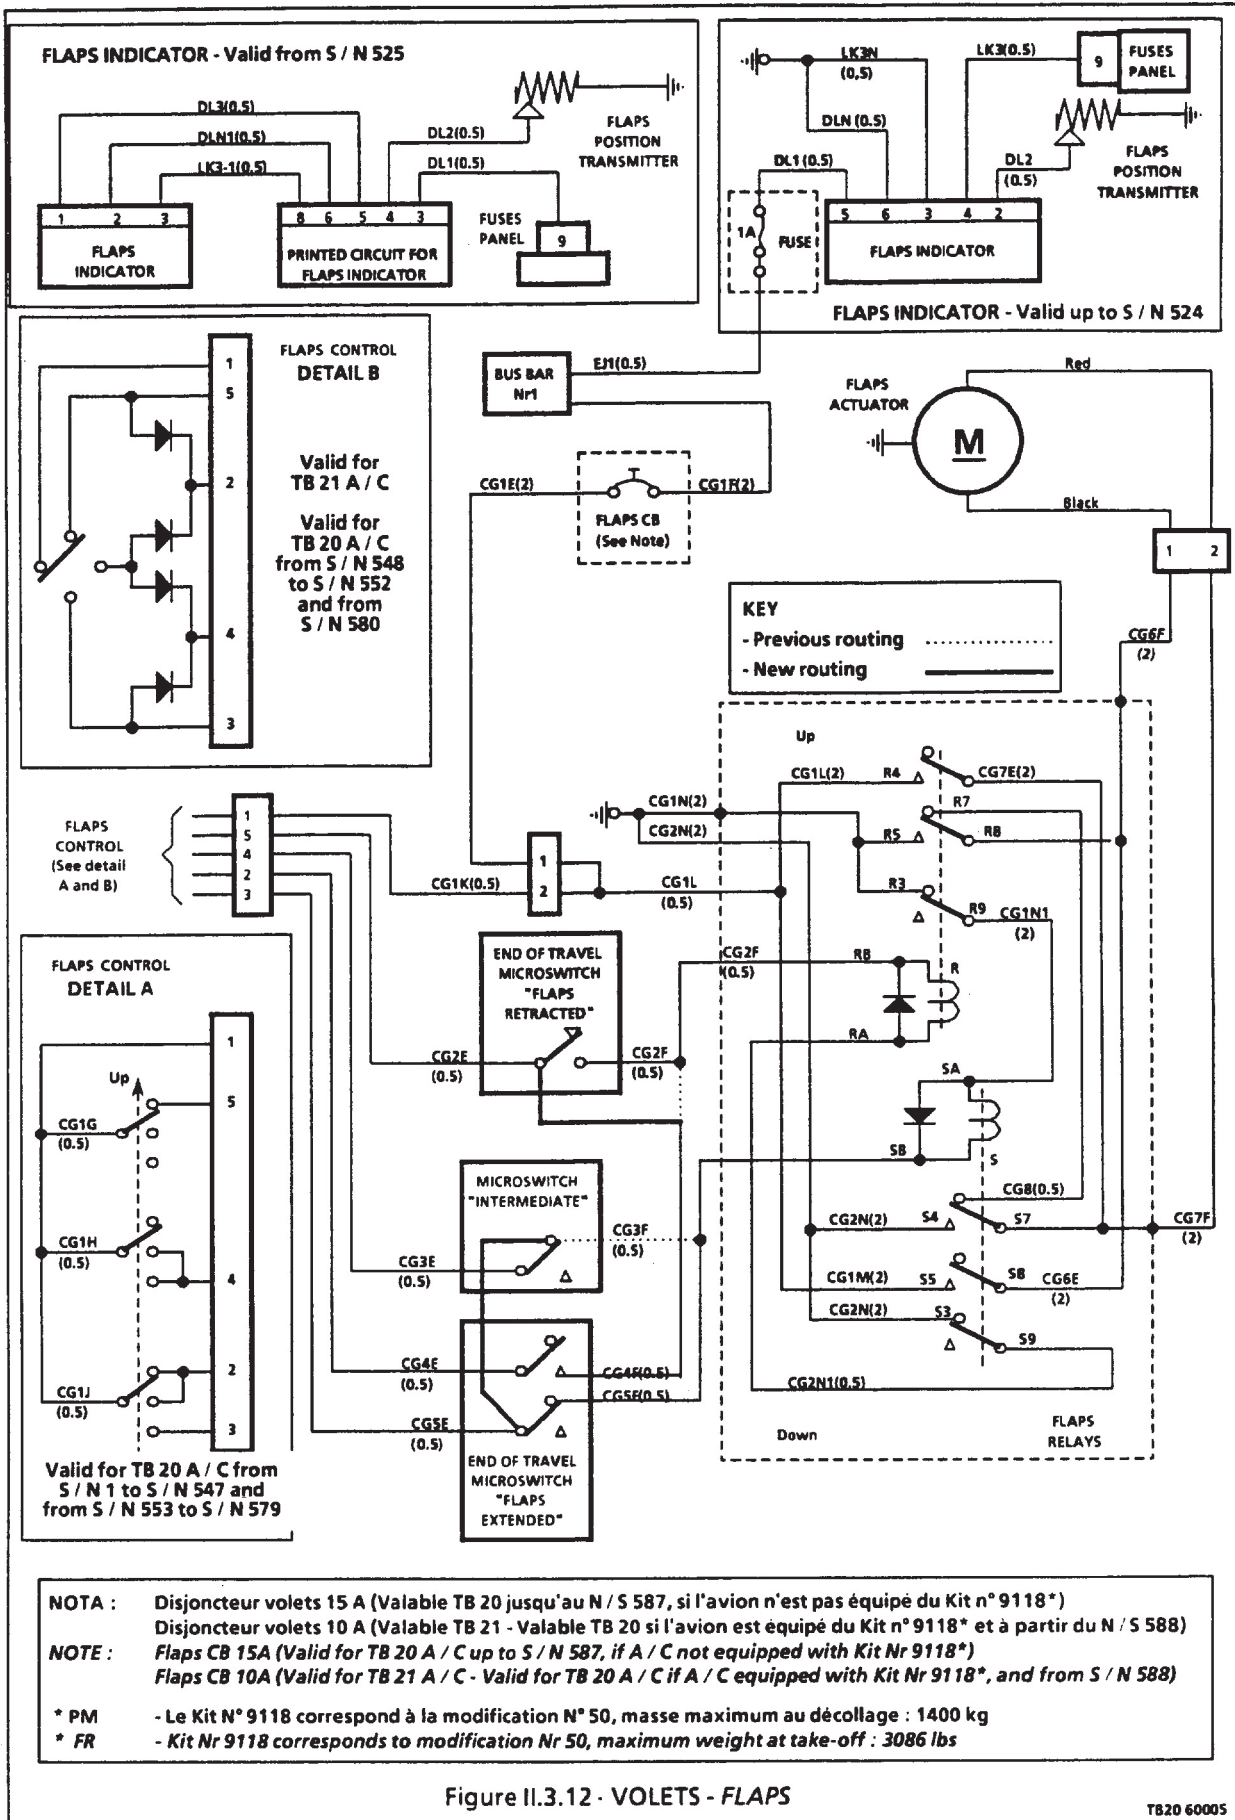 FLAPS INDICATOR - Valid from S / N 525
DL3(0.5)
DLN1(0.5)
LK3-1(0.5)
DL2(0.5)
DL1(0.5)
FLAPS
POSITION
TRANSMITTER
1 2 3
FLAPS
INDICATOR
8 6 5 4 3
PRINTED CIRCUIT FOR
FLAPS INDICATOR
FUSES
PANEL
9
LK3N
(0,5)
LK3(0.5)
9
FUSES
PANEL
DLN (0.5)
DL1 (0.5)
DL2
(0.5)
FLAPS
POSITION
TRANSMITTER
1A
FUSE
5 6 3 4 2
FLAPS INDICATOR
FLAPS INDICATOR - Valid up to S / N 524
FLAPS CONTROL
DETAIL B
1
5
2
4
3
Valid for
TB 21 A / C
Valid for
TB 20 A / C
from S / N 548
to S / N 552
and from
S / N 580
BUS BAR
Nr1
EJ1(0.5)
CG1E(2)
CG1F(2)
FLAPS CB
(See Note)
FLAPS
ACTUATOR
M
Red
Black
1 2
CG6F
(2)
KEY
- Previous routing
- New routing
FLAPS
CONTROL
(See detail
A and B)
1
5
4
2
3
CG1K(0.5)
1
2
CG1L
(0.5)
CG1N(2)
CG2N(2)
Up
CG1L(2)
R4
CG7E(2)
R7
R5
R8
R3
R9
CG1N1
(2)
CG2F
(0.5)
RB
R
RA
SA
SB
S
CG8(0.5)
CG2N(2)
S4
S7
CG7F
(2)
CG1M(2)
S5
S8
CG6E
(2)
CG2N(2)
S3
S9
CG2N1(0.5)
Down
FLAPS
RELAYS
END OF TRAVEL
MICROSWITCH
"FLAPS
RETRACTED"
CG2E
(0.5)
CG2F
(0.5)
MICROSWITCH
"INTERMEDIATE"
CG3F
(0.5)
CG3E
(0.5)
CG4E
(0.5)
CG4F(0.5)
CG5F(0.5)
CG5E
(0.5)
END OF TRAVEL
MICROSWITCH
"FLAPS
EXTENDED"
FLAPS CONTROL
DETAIL A
Up
1
5
CG1G
(0.5)
CG1H
(0.5)
4
CG1J
(0.5)
2
3
Valid for TB 20 A / C from
S / N 1 to S / N 547 and
from S / N 553 to S / N 579
NOTA : Disjoncteur volets 15 A (Valable TB 20 jusqu'au N / S 587, si l'avion n'est pas équipé du Kit n° 9118*)
Disjoncteur volets 10 A (Valable TB 21 - Valable TB 20 si l'avion est équipé du Kit n° 9118* et à partir du N / S 588)
NOTE : Flaps CB 15A (Valid for TB 20 A / C up to S / N 587, if A / C not equipped with Kit Nr 9118*)
Flaps CB 10A (Valid for TB 21 A / C - Valid for TB 20 A / C if A / C equipped with Kit Nr 9118*, and from S / N 588)
* PM - Le Kit N° 9118 correspond à la modification N° 50, masse maximum au décollage : 1400 kg
* FR - Kit Nr 9118 corresponds to modification Nr 50, maximum weight at take-off : 3086 lbs
Figure II.3.12 - VOLETS - FLAPS
TB20 60005